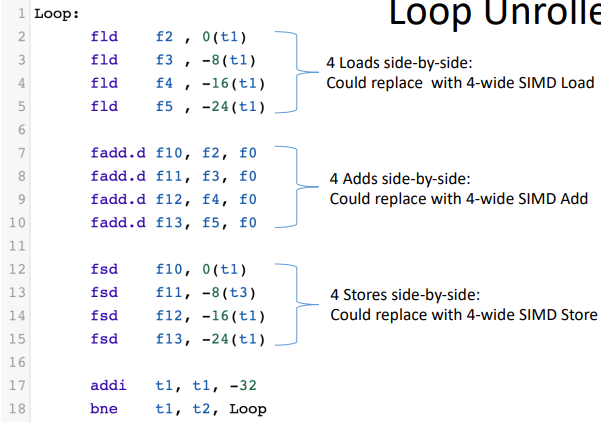 Loop Unrolle
1 Loop:
2 fld f2 , 0(t1)
3 fld f3 , -8(t1)
4 fld f4 , -16(t1)
5 fld f5 , -24(t1)
4 Loads side-by-side:
Could replace with 4-wide SIMD Load
6
7 fadd.d f10, f2, f0
8 fadd.d f11, f3, f0
9 fadd.d f12, f4, f0
10 fadd.d f13, f5, f0
4 Adds side-by-side:
Could replace with 4-wide SIMD Add
11
12 fsd f10, 0(t1)
13 fsd f11, -8(t3)
14 fsd f12, -16(t1)
15 fsd f13, -24(t1)
4 Stores side-by-side:
Could replace with 4-wide SIMD Store
16
17 addi t1, t1, -32
18 bne t1, t2, Loop